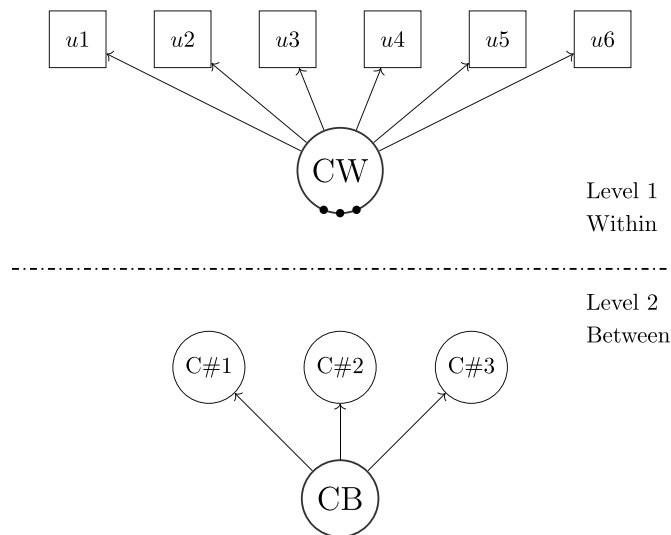 u1 u2 u3 u4 u5 u6
CW
Level 1
Within
Level 2
Between
C#1 C#2 C#3
CB